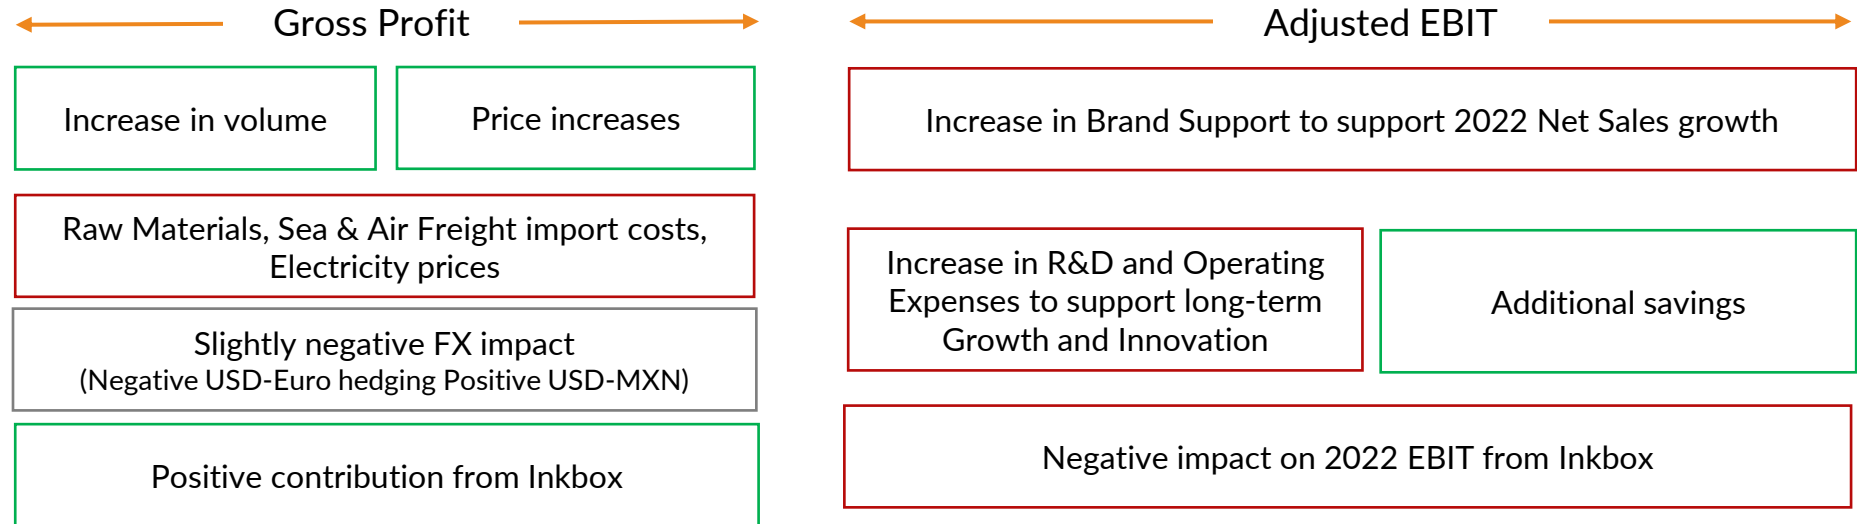 Gross Profit
Increase in volume
Price increases
Raw Materials, Sea & Air Freight import costs,
Electricity prices
Slightly negative FX impact
(Negative USD-Euro hedging Positive USD-MXN)
Positive contribution from Inkbox
Adjusted EBIT
Increase in Brand Support to support 2022 Net Sales growth
Increase in R&D and Operating
Expenses to support long-term
Growth and Innovation
Additional savings
Negative impact on 2022 EBIT from Inkbox